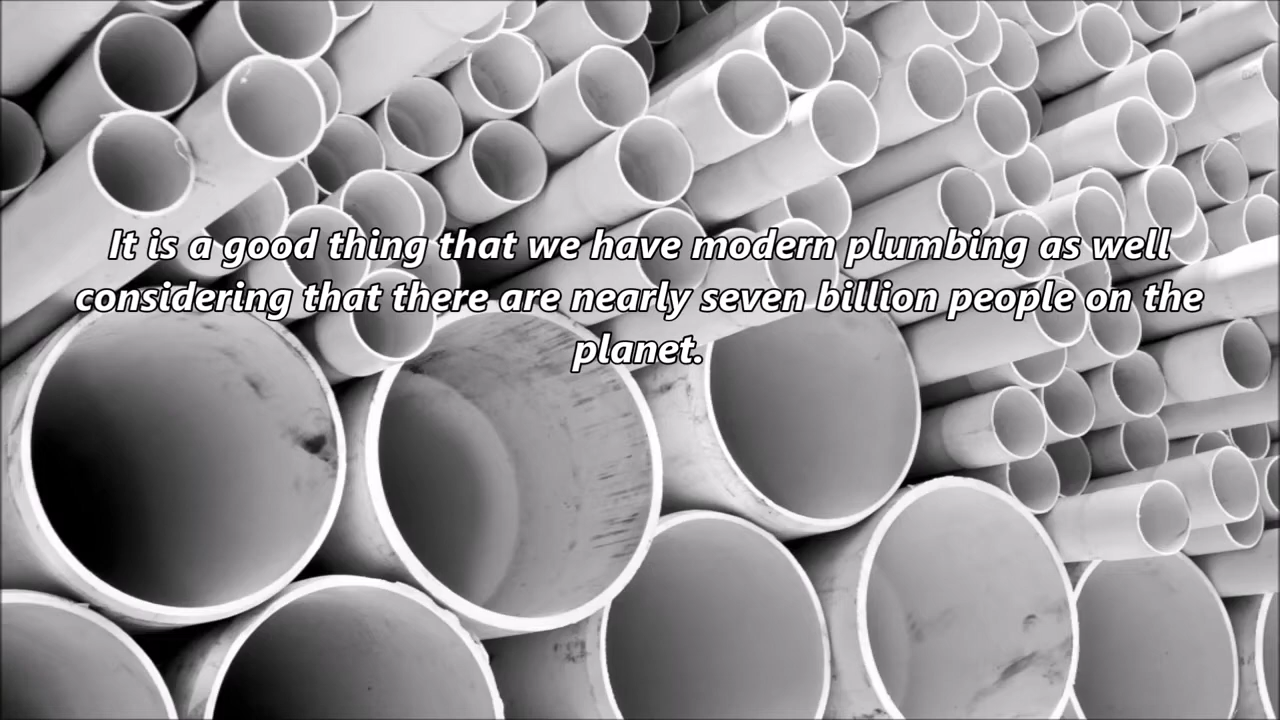 It is a good thing that we have modern plumbing as well
considering that there are nearly seven billion people on the
planet.